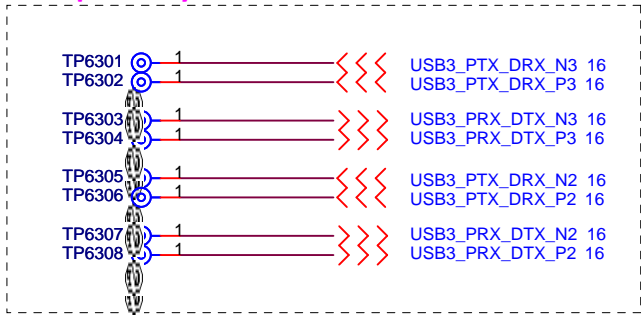 TP6301 1 USB3_PTX_DRX_N3 16
TP6302 1 USB3_PTX_DRX_P3 16
TP6303 1 USB3_PRX_DTX_N3 16
TP6304 1 USB3_PRX_DTX_P3 16
TP6305 1 USB3_PTX_DRX_N2 16
TP6306 1 USB3_PTX_DRX_P2 16
TP6307 1 USB3_PRX_DTX_N2 16
TP6308 1 USB3_PRX_DTX_P2 16